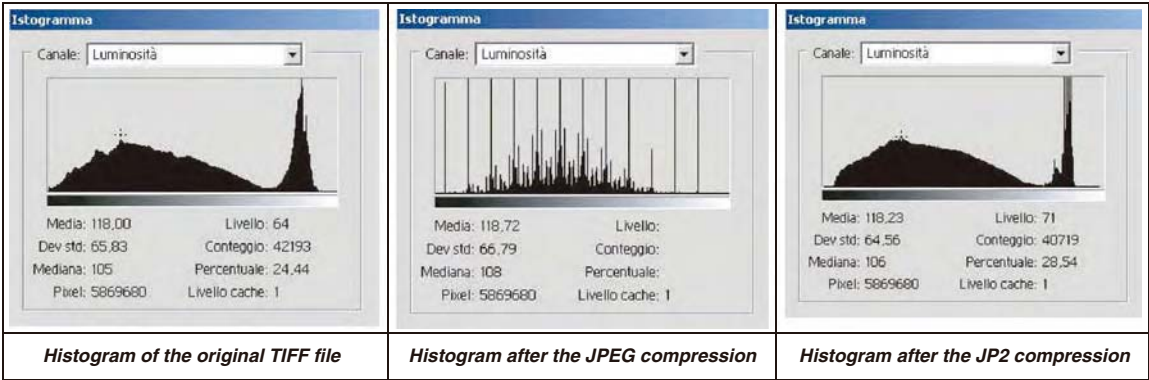 Istogramma
Canale: Luminosità
Media: 118,00 Livello: 64
Dev std: 65,83 Conteggio: 42193
Mediana: 105 Percentuale: 24,44
Pixel: 5869680 Livello cache: 1
Histogram of the original TIFF file
Istogramma
Canale: Luminosità
Media: 118,72 Livello:
Dev std: 66,79 Conteggio:
Mediana: 108 Percentuale:
Pixel: 5869680 Livello cache: 1
Histogram after the JPEG compression
Istogramma
Canale: Luminosità
Media: 118,23 Livello: 71
Dev std: 64,56 Conteggio: 40719
Mediana: 106 Percentuale: 28,54
Pixel: 5869680 Livello cache: 1
Histogram after the JP2 compression